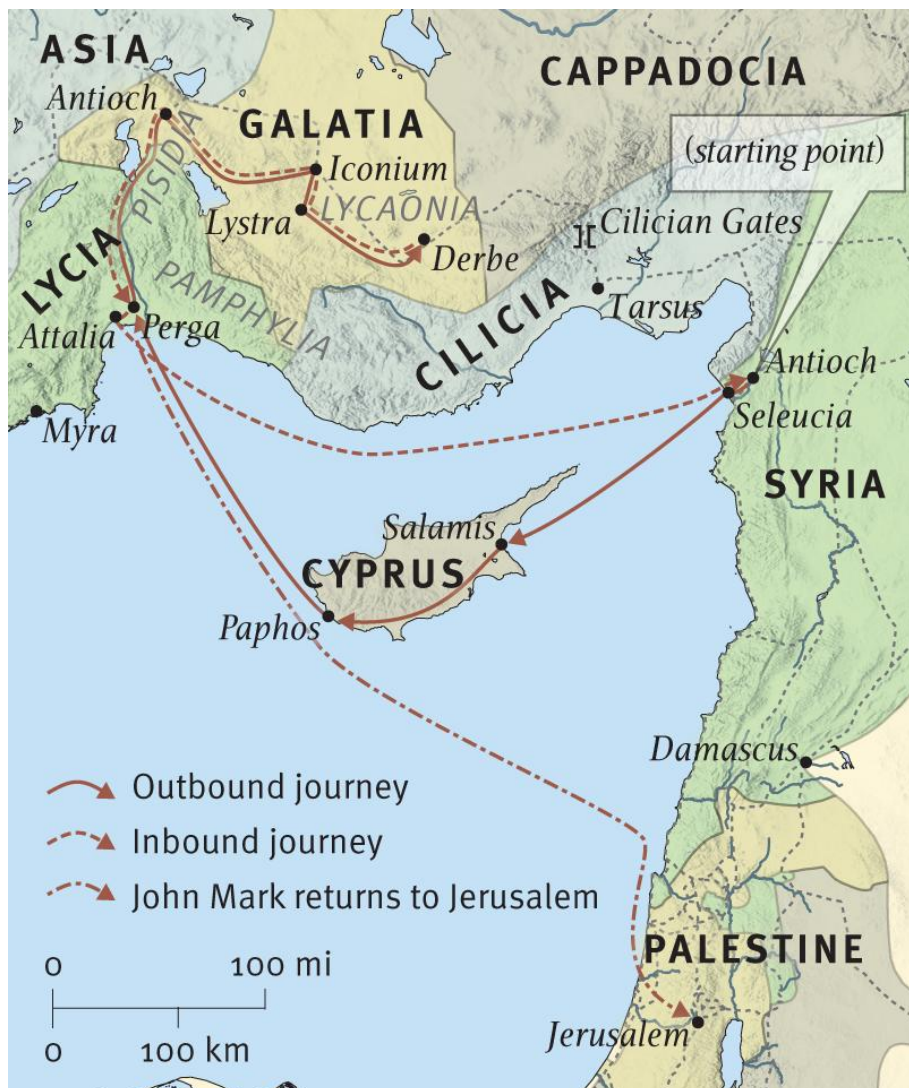 ASIA
Antioch
GALATIA
CAPPADOCIA
(starting point)
PISIDIA
Iconium
LYCAONIA
Lystra
Derbe
Cilician Gates
LYCIA
PAMPHYLIA
CILICIA
Tarsus
Attalia
Perga
Antioch
Seleucia
Myra
SYRIA
Salamis
CYPRUS
Paphos
Damascus
Outbound journey
Inbound journey
John Mark returns to Jerusalem
PALESTINE
0 100 mi
0 100 km
Jerusalem